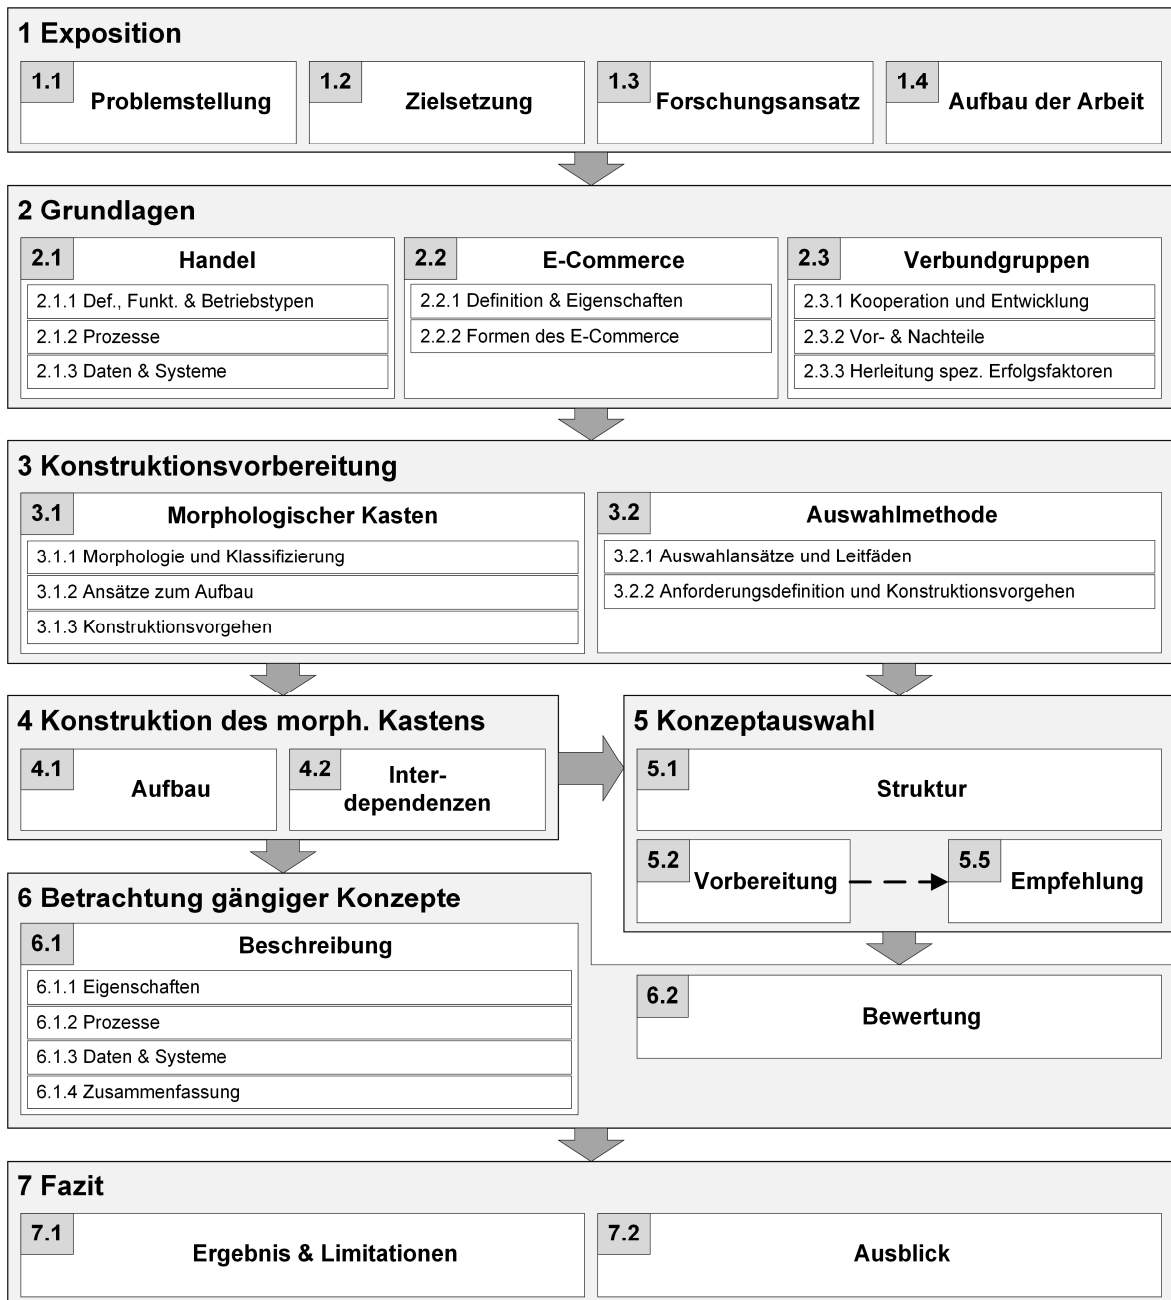 1 Exposition
1.1
Problemstellung
1.2
Zielsetzung
1.3
Forschungsansatz
1.4
Aufbau der Arbeit
2 Grundlagen
2.1
Handel
2.1.1 Def., Funkt. & Betriebstypen
2.1.2 Prozesse
2.1.3 Daten & Systeme
2.2
E-Commerce
2.2.1 Definition & Eigenschaften
2.2.2 Formen des E-Commerce
2.3
Verbundgruppen
2.3.1 Kooperation und Entwicklung
2.3.2 Vor- & Nachteile
2.3.3 Herleitung spez. Erfolgsfaktoren
3 Konstruktionsvorbereitung
3.1
Morphologischer Kasten
3.1.1 Morphologie und Klassifizierung
3.1.2 Ansätze zum Aufbau
3.1.3 Konstruktionsvorgehen
3.2
Auswahlmethode
3.2.1 Auswahlansätze und Leitfäden
3.2.2 Anforderungsdefinition und Konstruktionsvorgehen
4 Konstruktion des morph. Kastens
4.1
Aufbau
4.2
Inter-
dependenzen
5 Konzeptauswahl
5.1
Struktur
5.2
Vorbereitung
5.5
Empfehlung
6 Betrachtung gängiger Konzepte
6.1
Beschreibung
6.1.1 Eigenschaften
6.1.2 Prozesse
6.1.3 Daten & Systeme
6.1.4 Zusammenfassung
6.2
Bewertung
7 Fazit
7.1
Ergebnis & Limitationen
7.2
Ausblick